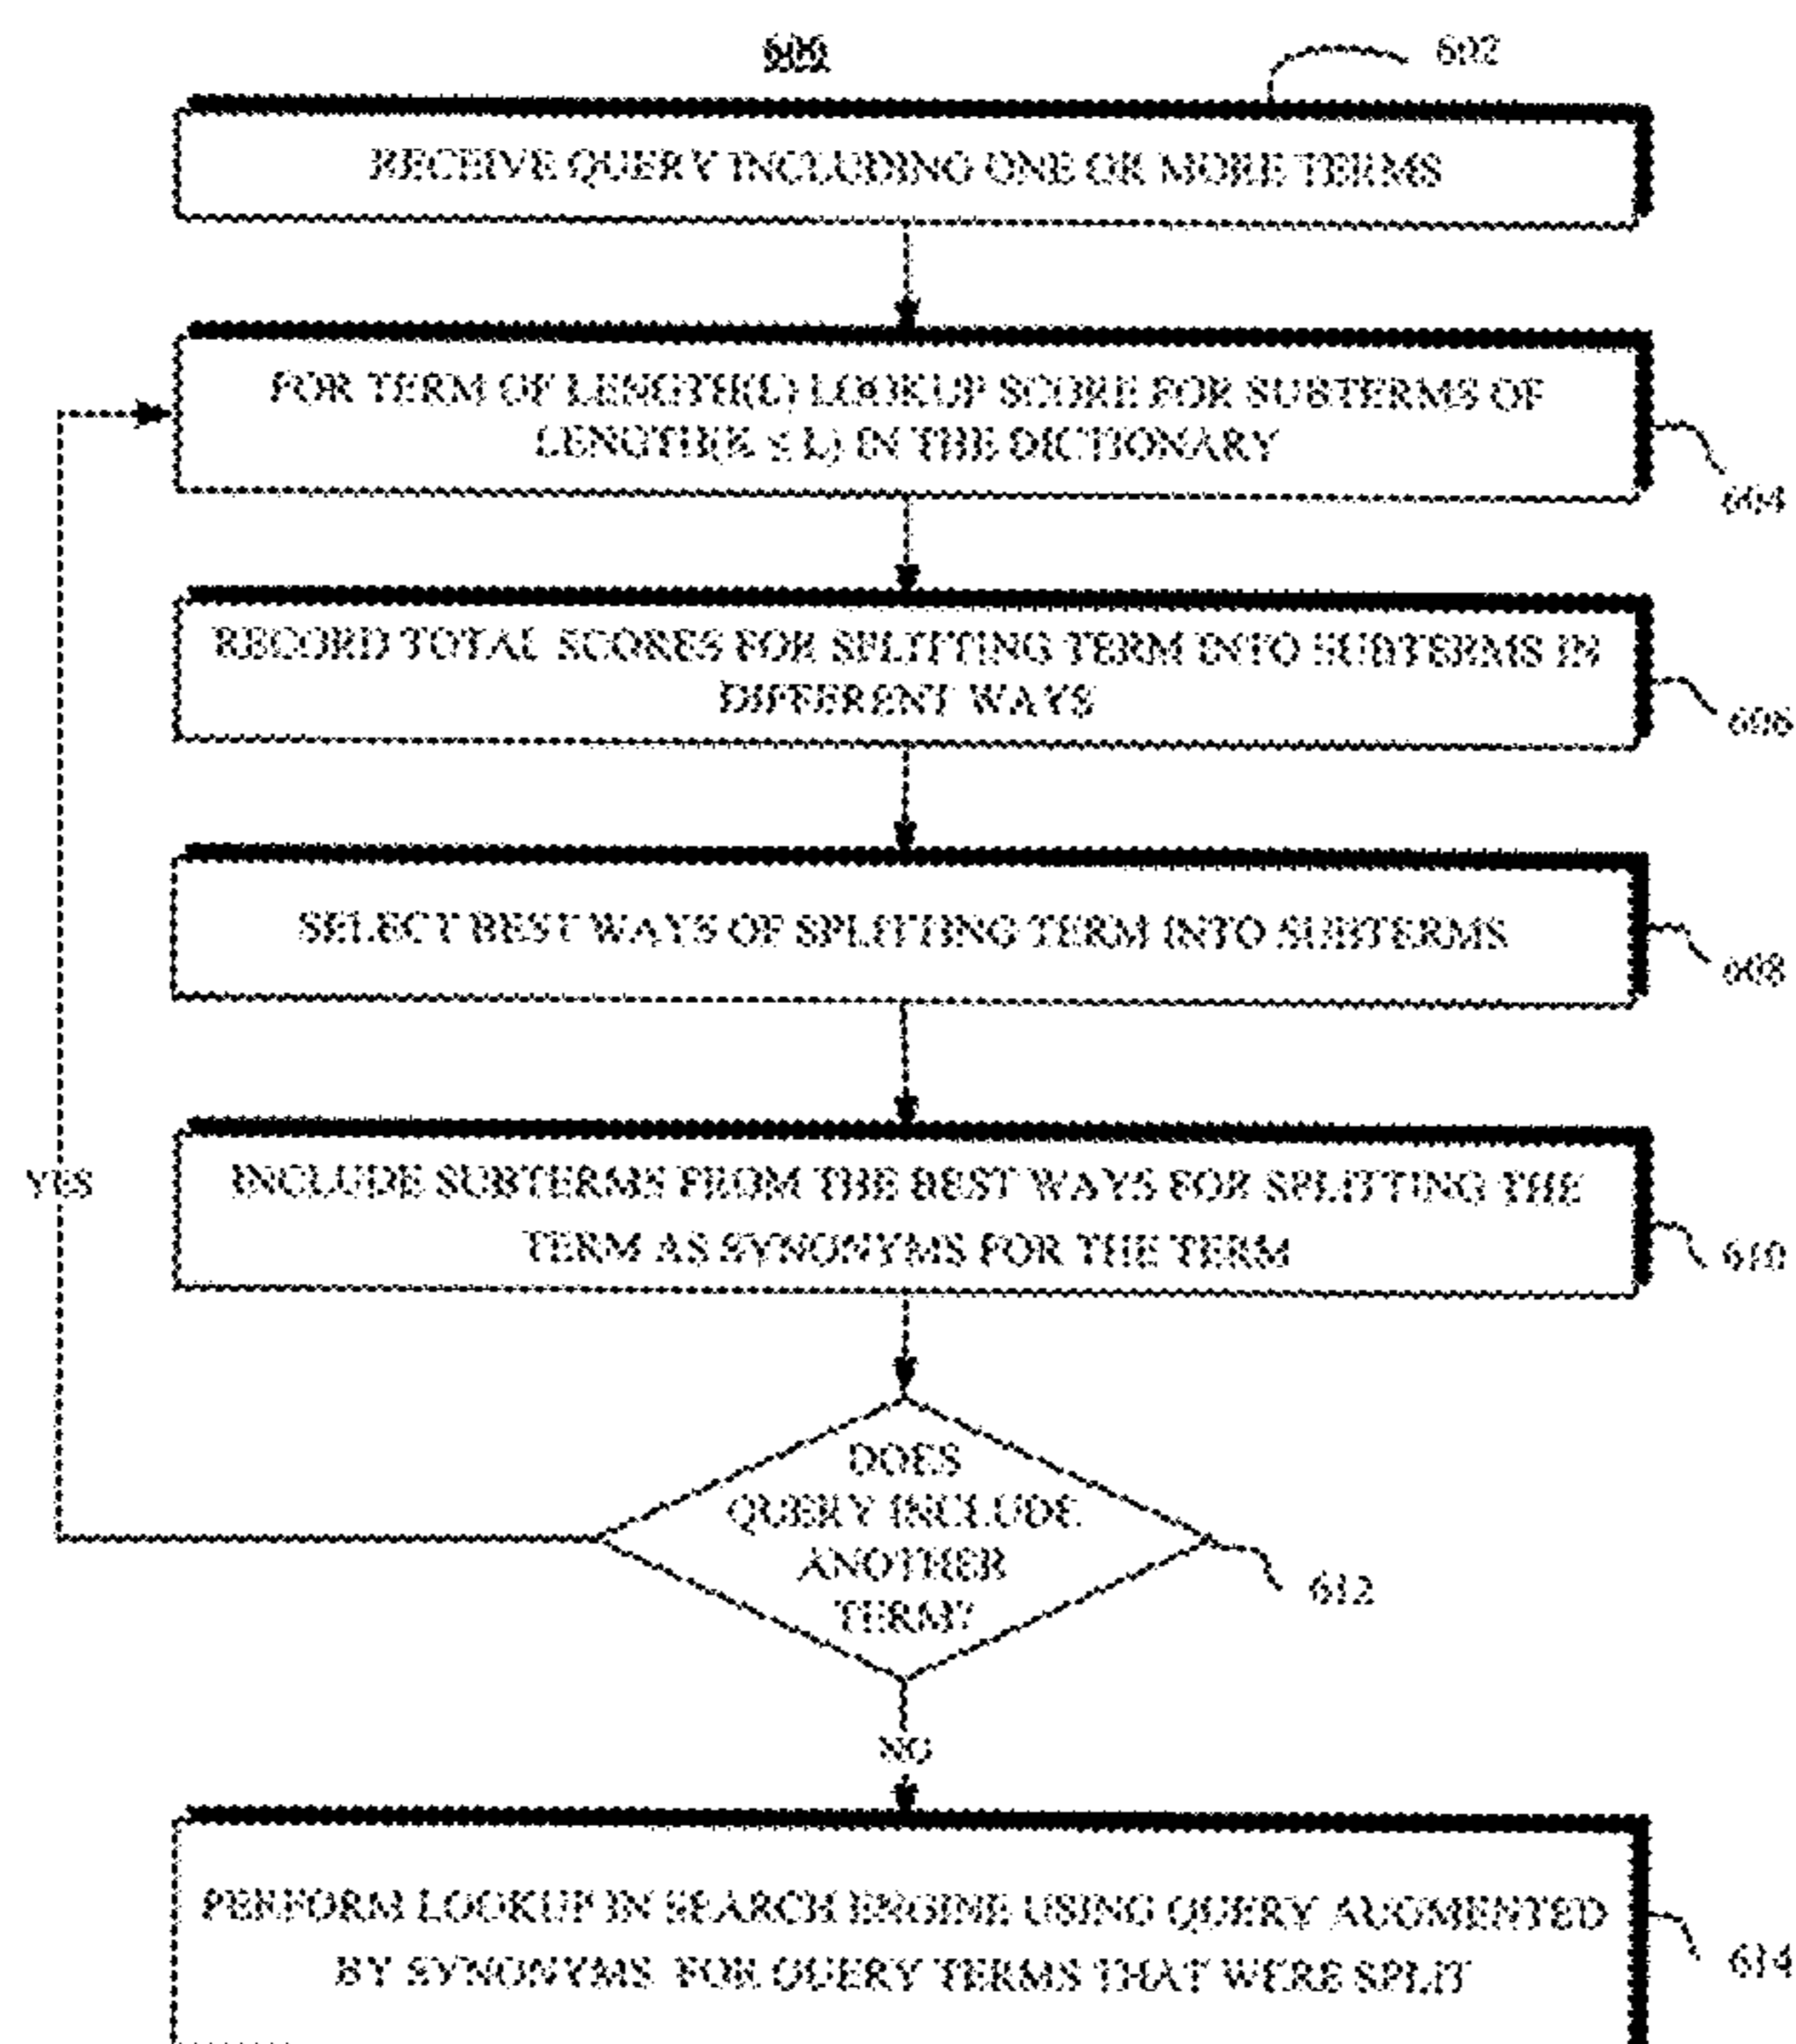 600
602
RECEIVE QUERY INCLUDING ONE OR MORE TERMS
FOR TERM OF LENGTH(L) LOOKUP SCORE FOR SUBTERMS OF
LENGTH(K ≤ L) IN THE DICTIONARY
604
RECORD TOTAL SCORES FOR SPLITTING TERM INTO SUBTERMS IN
DIFFERENT WAYS
606
SELECT BEST WAYS OF SPLITTING TERM INTO SUBTERMS
608
YES
INCLUDE SUBTERMS FROM THE BEST WAYS FOR SPLITTING THE
TERM AS SYNONYMS FOR THE TERM
610
DOES
QUERY INCLUDE
ANOTHER
TERM?
612
NO
PERFORM LOOKUP IN SEARCH ENGINE USING QUERY AUGMENTED
BY SYNONYMS FOR QUERY TERMS THAT WERE SPLIT
614